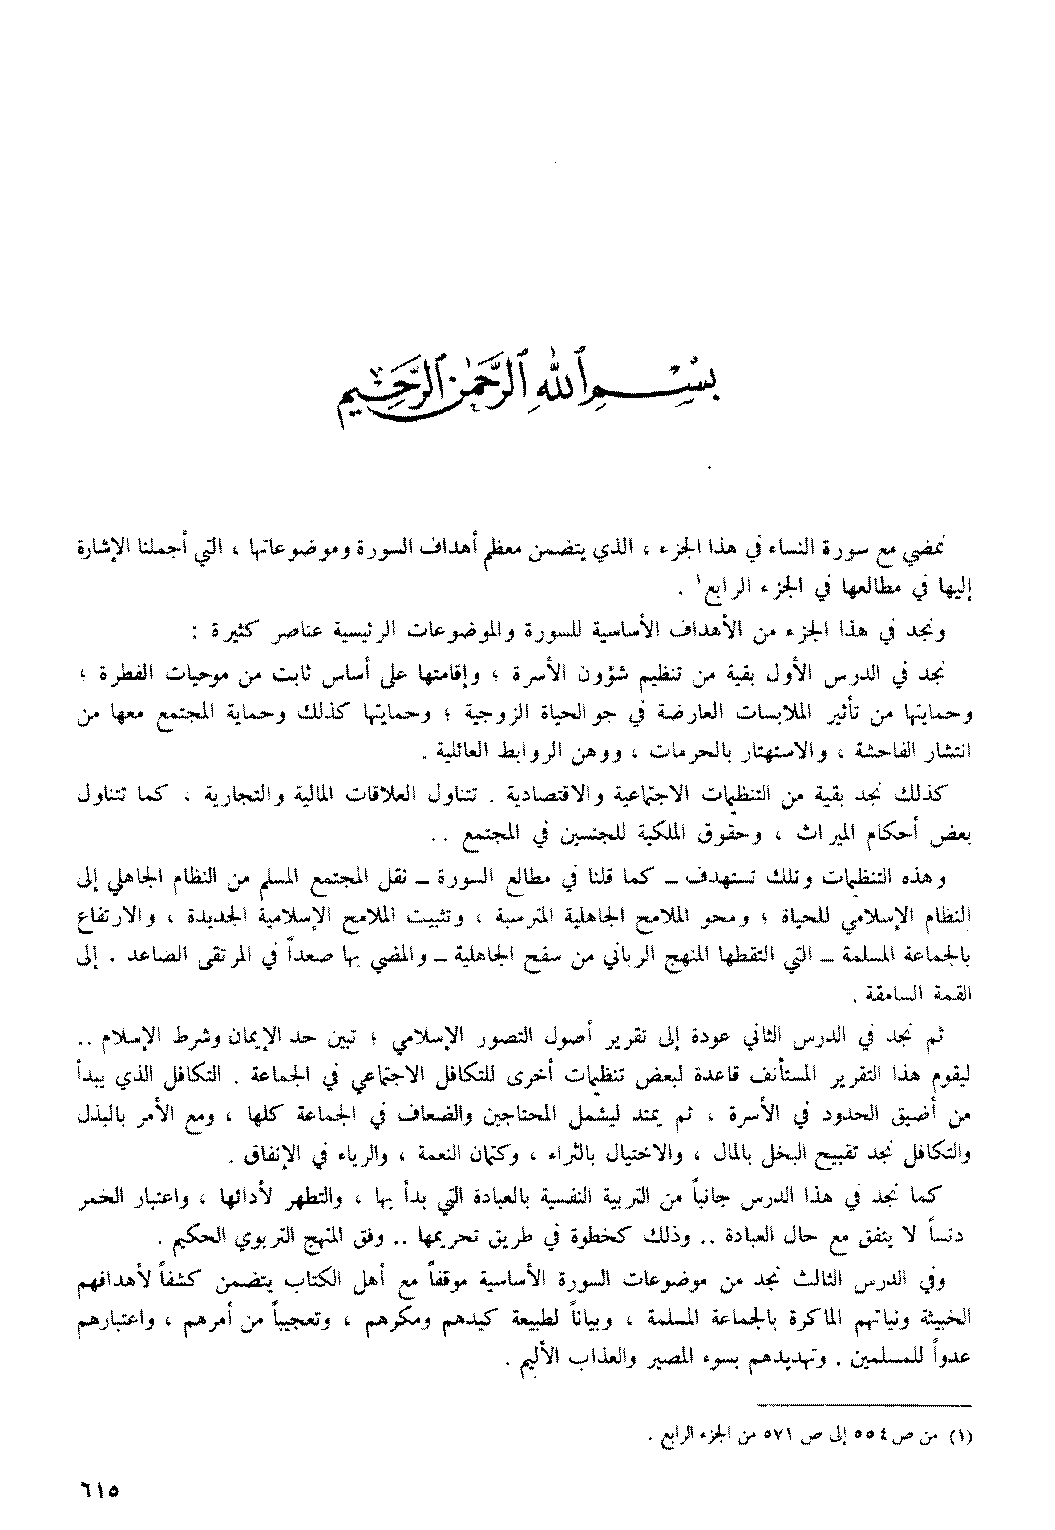 بِسْمِ ٱللَّهِ ٱلرَّحْمَٰنِ ٱلرَّحِيمِ
نمضي مع سورة النساء في هذا الجزء ، الذي يتضمن معظم أهداف السورة وموضوعاتها ، التي أجملنا الإشارة
إليها في مطالعها في الجزء الرابع١ .
ونجد في هذا الجزء من الأهداف الأساسية للسورة والموضوعات الرئيسية عناصر كثيرة :
نجد في الدرس الأول بقية من تنظيم شؤون الأسرة ؛ وإقامتها على أساس ثابت من موحيات الفطرة ؛
وحمايتها من تأثير الملابسات العارضة في جو الحياة الزوجية ؛ وحمايتها كذلك وحماية المجتمع معها من
انتشار الفاحشة ، والاستهتار بالحرمات ، ووهن الروابط العائلية .
كذلك نجد بقية من التنظيمات الاجتماعية والاقتصادية . تتناول العلاقات المالية والتجارية ، كما تتناول
بعض أحكام الميراث ، وحقوق الملكية للجنسين في المجتمع . .
وهذه التنظيمات وتلك تستهدف ـ كما قلنا في مطالع السورة ـ نقل المجتمع المسلم من النظام الجاهلي إلى
النظام الإسلامي للحياة ؛ ومحو الملامح الجاهلية المترسبة ، وتثبيت الملامح الإسلامية الجديدة ، والارتفاع
بالجماعة المسلمة ـ التي التقطها المنهج الرباني من سفح الجاهلية ـ والمضي بها صعداً في المرتقى الصاعد . إلى
القمة السامقة .
ثم نجد في الدرس الثاني عودة إلى تقرير أصول التصور الإسلامي ؛ تبين حد الإيمان وشرط الإسلام ..
ليقوم هذا التقرير المستأنف قاعدة لبعض تنظيمات أخرى للتكافل الاجتماعي في الجماعة . التكافل الذي يبدأ
من أضيق الحدود في الأسرة ، ثم يمتد ليشمل المحتاجين والضعاف في الجماعة كلها ، ومع الأمر بالبذل
والتكافل نجد تقبيح البخل بالمال ، والاختيال بالثراء ، وكتمان النعمة ، والرياء في الإنفاق .
كما نجد في هذا الدرس جانباً من التربية النفسية بالعبادة التي بدأ بها ، والتطهر لأدائها ، واعتبار الخمر
دنساً لا يتفق مع حال العبادة .. وذلك كخطوة في طريق تحريمها .. وفق المنهج التربوي الحكيم .
وفي الدرس الثالث نجد من موضوعات السورة الأساسية موقفاً مع أهل الكتاب يتضمن كشفاً لأهدافهم
الخبيثة ونياتهم الماكرة بالجماعة المسلمة ، وبياناً لطبيعة كيدهم ومكرهم ، وتعجيباً من أمرهم ، واعتبارهم
عدواً للمسلمين . وتهديدهم بسوء المصير والعذاب الأليم .
(١) من ص ٥٥٤ إلى ص ٥٧١ من الجزء الرابع .
٦١٥